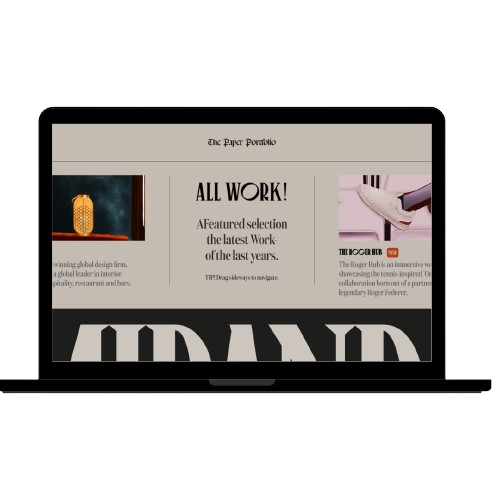 The Paper Portfolio
ALL WORK!
AFeatured selection
the latest Work-
of the last years.
TIP! Drag sideways to navigate.
winning global design firm,
a global leader in interior
pitality, restaurant and bars.
THE ROGER HUB
The Roger Hub is an immersive we
showcasing the tennis-inspired 'On
collaboration born out of a partner
legendary Roger Federer.